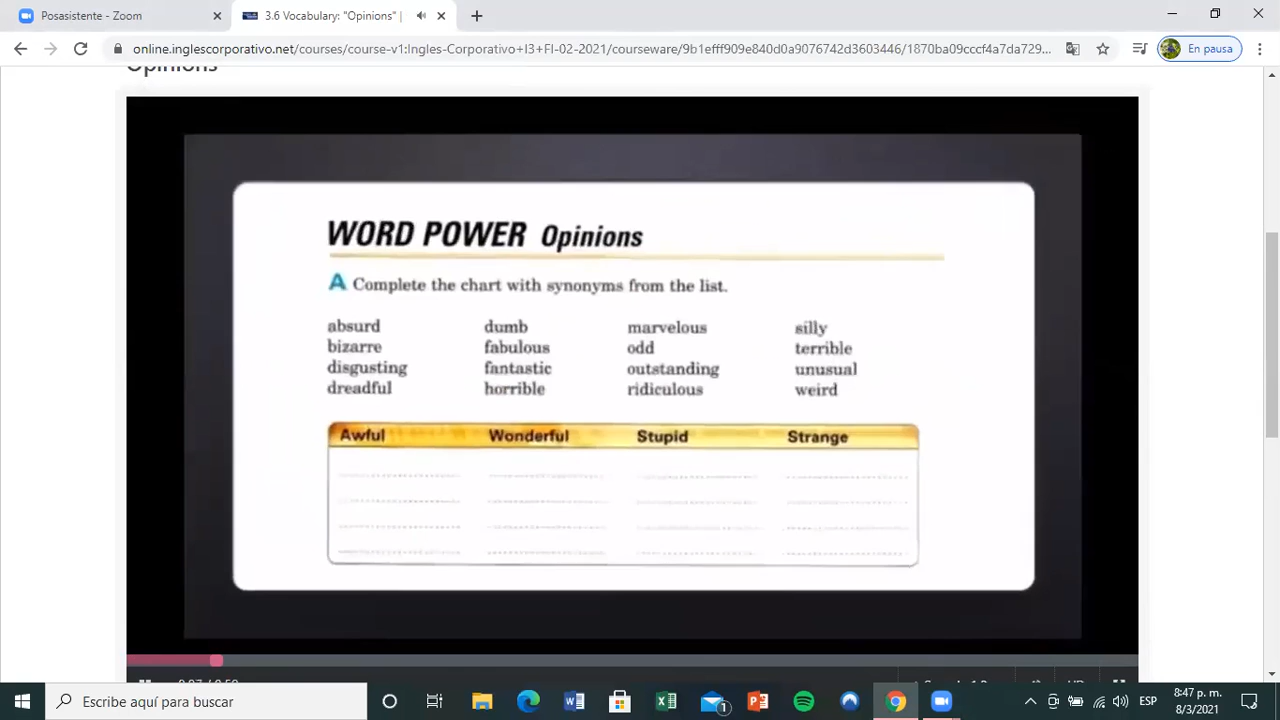 Posasistente - Zoom
3.6 Vocabulary: "Opinions" |
online.inglescorporativo.net/courses/course-v1:Ingles-Corporativo+I3+FI-02-2021/courseware/9b1efff909e840d0a9076742d3603446/1870ba09cccf4a7da729...
En pausa
Opinions
WORD POWER Opinions
A Complete the chart with synonyms from the list.
absurd dumb marvelous silly
bizarre fabulous odd terrible
disgusting fantastic outstanding unusual
dreadful horrible ridiculous weird
Awful Wonderful Stupid Strange
Escribe aquí para buscar
1
ESP
8:47 p. m.
8/3/2021